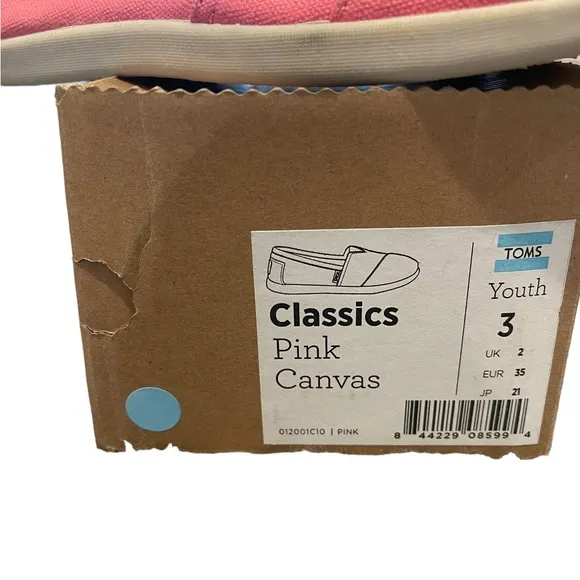 Classics
Pink
Canvas
012001C10 | PINK
TOMS
Youth
3
UK 2
EUR 35
JP 21
8 44229 08599 4